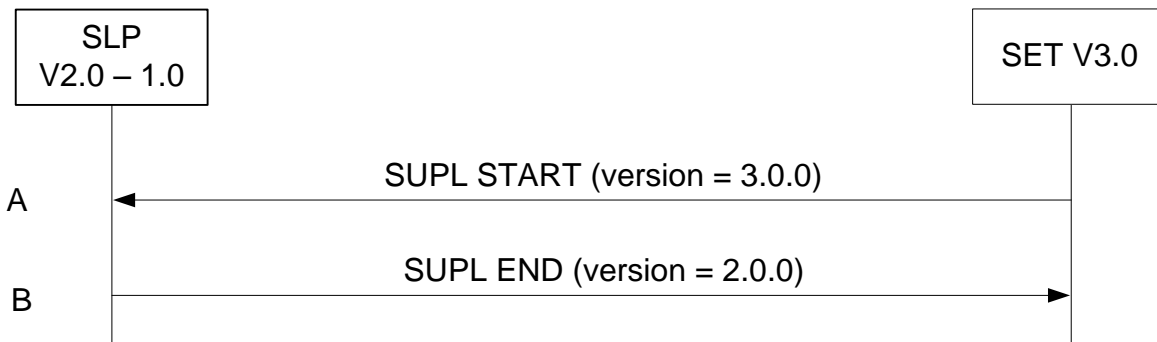 SLP
V2.0 – 1.0
SET V3.0
SUPL START (version = 3.0.0)
A
SUPL END (version = 2.0.0)
B